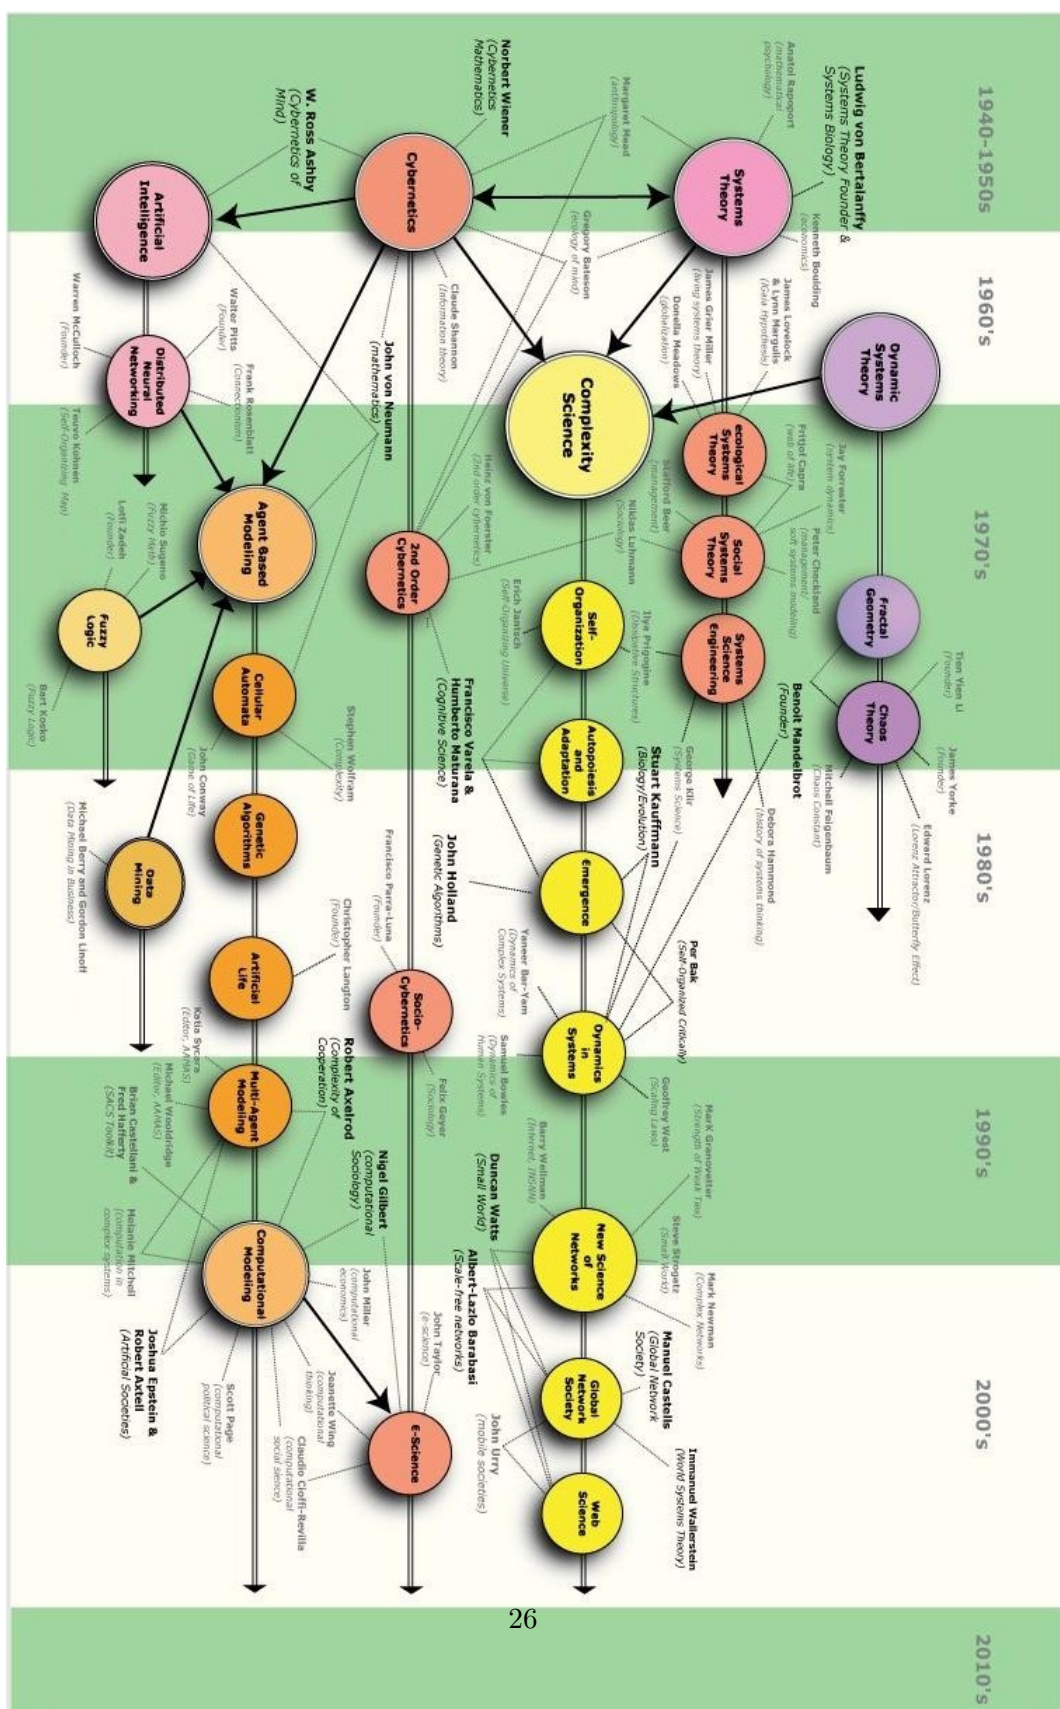 1940-1950s
1960's
1970's
1980's
1990's
2000's
2010's
Anatol Rapoport
(mathematical
psychology)
Ludwig von Bertalanffy
(Systems Theory Founder &
Systems Biology)
Kenneth Boulding
(economics)
Systems
Theory
Margaret Mead
(anthropology)
Gregory Bateson
(ecology of mind)
Norbert Wiener
(Cybernetics
Mathematics)
Cybernetics
W. Ross Ashby
(Cybernetics of
Mind)
Artificial
Intelligence
Dynamic
Systems
Theory
James Lovelock
& Lynn Margulis
(Gaia Hypothesis)
James Grier Miller
(living systems theory)
Donella Meadows
(globalization)
Complexity
Science
Claude Shannon
(Information theory)
John von Neumann
(mathematics)
Walter Pitts
(Founder)
Frank Rosenblatt
(Connectionism)
Warren McCulloch
(Founder)
Distributed
Neural
Networking
Teuvo Kohnen
(Self-Organizing Map)
ecological
Systems
Theory
Fritjof Capra
(web of life)
Jay Forrester
(system dynamics)
Peter Checkland
(management/
soft systems modeling)
Stafford Beer
(management)
Niklas Luhmann
(Sociology)
Social
Systems
Theory
Systems
Science
Engineering
Fractal
Geometry
Chaos
Theory
Tien Yien Li
(Founder)
James Yorke
(Founder)
Edward Lorenz
(Lorenz Attractor/Butterfly Effect)
Mitchell Feigenbaum
(Chaos Constant)
Benoit Mandelbrot
(Founder)
Debora Hammond
(history of systems thinking)
George Klir
(Systems Science)
Stuart Kauffmann
(Biology/Evolution)
Ilya Prigogine
(Dissipative Structures)
Self-
Organization
Autopoiesis
and
Adaptation
Emergence
Dynamics
in
Systems
New Science
of
Networks
Global
Network
Society
Web
Science
Erich Jantsch
(Self-Organizing Universe)
Heinz von Foerster
(2nd order cybernetics)
2nd Order
Cybernetics
Francisco Varela &
Humberto Maturana
(Cognitive Science)
John Holland
(Genetic Algorithms)
Per Bak
(Self-Organized Critically)
Yaneer Bar-Yam
(Dynamics of
Complex Systems)
Samuel Bowles
(Dynamics of
Human Systems)
Geoffrey West
(Scaling Laws)
Mark Granovetter
(Strength of Weak Ties)
Barry Wellman
(Internet, INSNN)
Steve Strogatz
(Small World)
Mark Newman
(Complex Networks)
Duncan Watts
(Small World)
Albert-Lazlo Barabasi
(Scale-free networks)
Manuel Castells
(Global Network
Society)
Immanuel Wallerstein
(World Systems Theory)
John Urry
(mobile societies)
Francisco Parra-Luna
(Founder)
Socio-
Cybernetics
Felix Geyer
(Sociology)
Nigel Gilbert
(computational
Sociology)
John Taylor
(e-science)
E-Science
Agent Based
Modeling
Cellular
Automata
Stephen Wolfram
(Complexity)
John Conway
(Game of Life)
Genetic
Algorithms
Christopher Langton
(Founder)
Artificial
Life
Robert Axelrod
(Complexity of
Cooperation)
Multi-Agent
Modeling
Katia Sycara
(Editor, AAMAS)
Michael Wooldridge
(Editor, AAMAS)
Brian Castellani &
Fred Hafferty
(SACS Toolkit)
Melanie Mitchell
(computation in
complex systems)
Computational
Modeling
John Miller
(computational
economics)
Jeanette Wing
(computational
thinking)
Claudio Cioffi-Revilla
(computational
social sience)
Scott Page
(computational
political science)
Joshua Epstein &
Robert Axtell
(Artificial Societies)
Michio Sugeno
(Fuzzy Math)
Lotfi Zadeh
(Founder)
Fuzzy
Logic
Bart Kosko
(Fuzzy Logic)
Data
Mining
Michael Berry and Gordon Linoff
(Data Mining in Business)
26